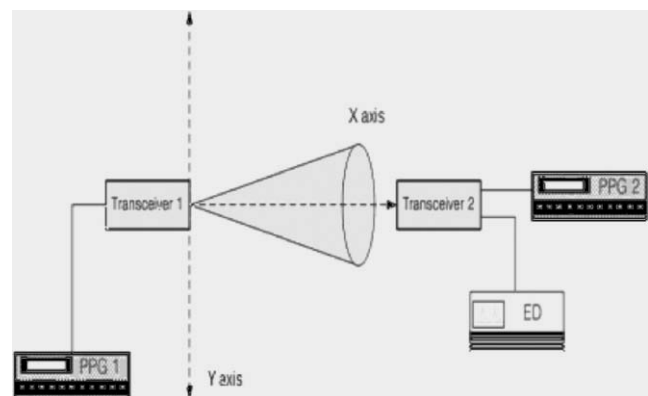 X axis
Transceiver 1
Transceiver 2
PPG 2
ED
PPG 1
Y axis